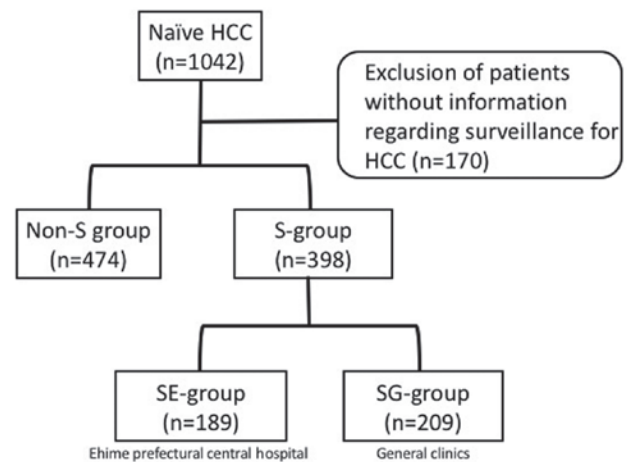 Naïve HCC
(n=1042)
Exclusion of patients
without information
regarding surveillance for
HCC (n=170)
Non-S group
(n=474)
S-group
(n=398)
SE-group
(n=189)
SG-group
(n=209)
Ehime prefectural central hospital
General clinics